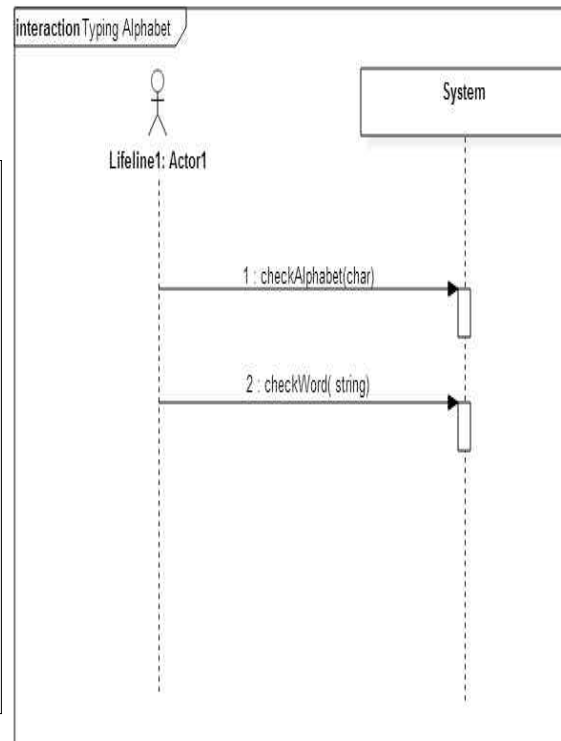 interaction Typing Alphabet
System
Lifeline1: Actor1
1 : checkAlphabet(char)
2 : checkWord( string)